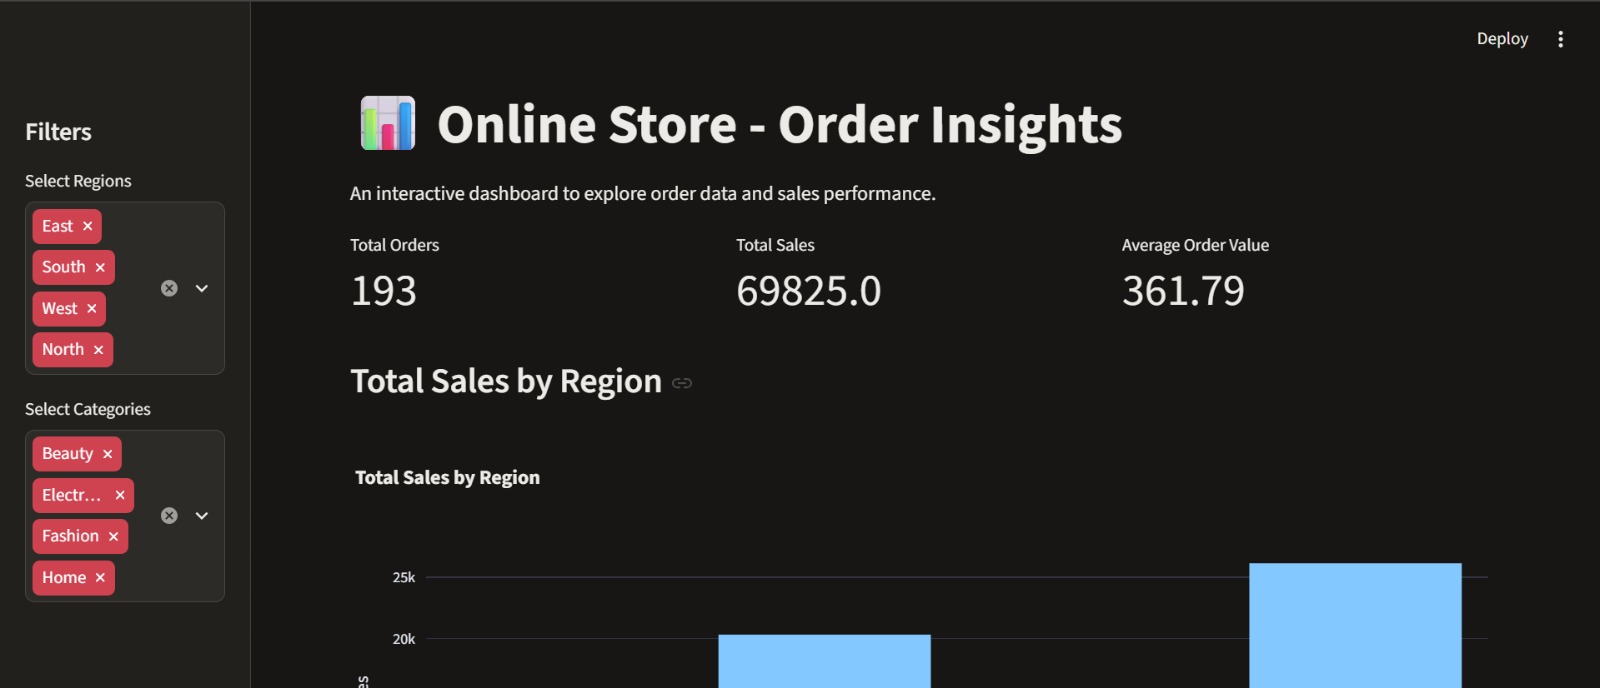 Deploy
Filters
Select Regions
East
South
West
North
Select Categories
Beauty
Electr...
Fashion
Home
Online Store - Order Insights
An interactive dashboard to explore order data and sales performance.
Total Orders
193
Total Sales
69825.0
Average Order Value
361.79
Total Sales by Region
Total Sales by Region
25k
20k